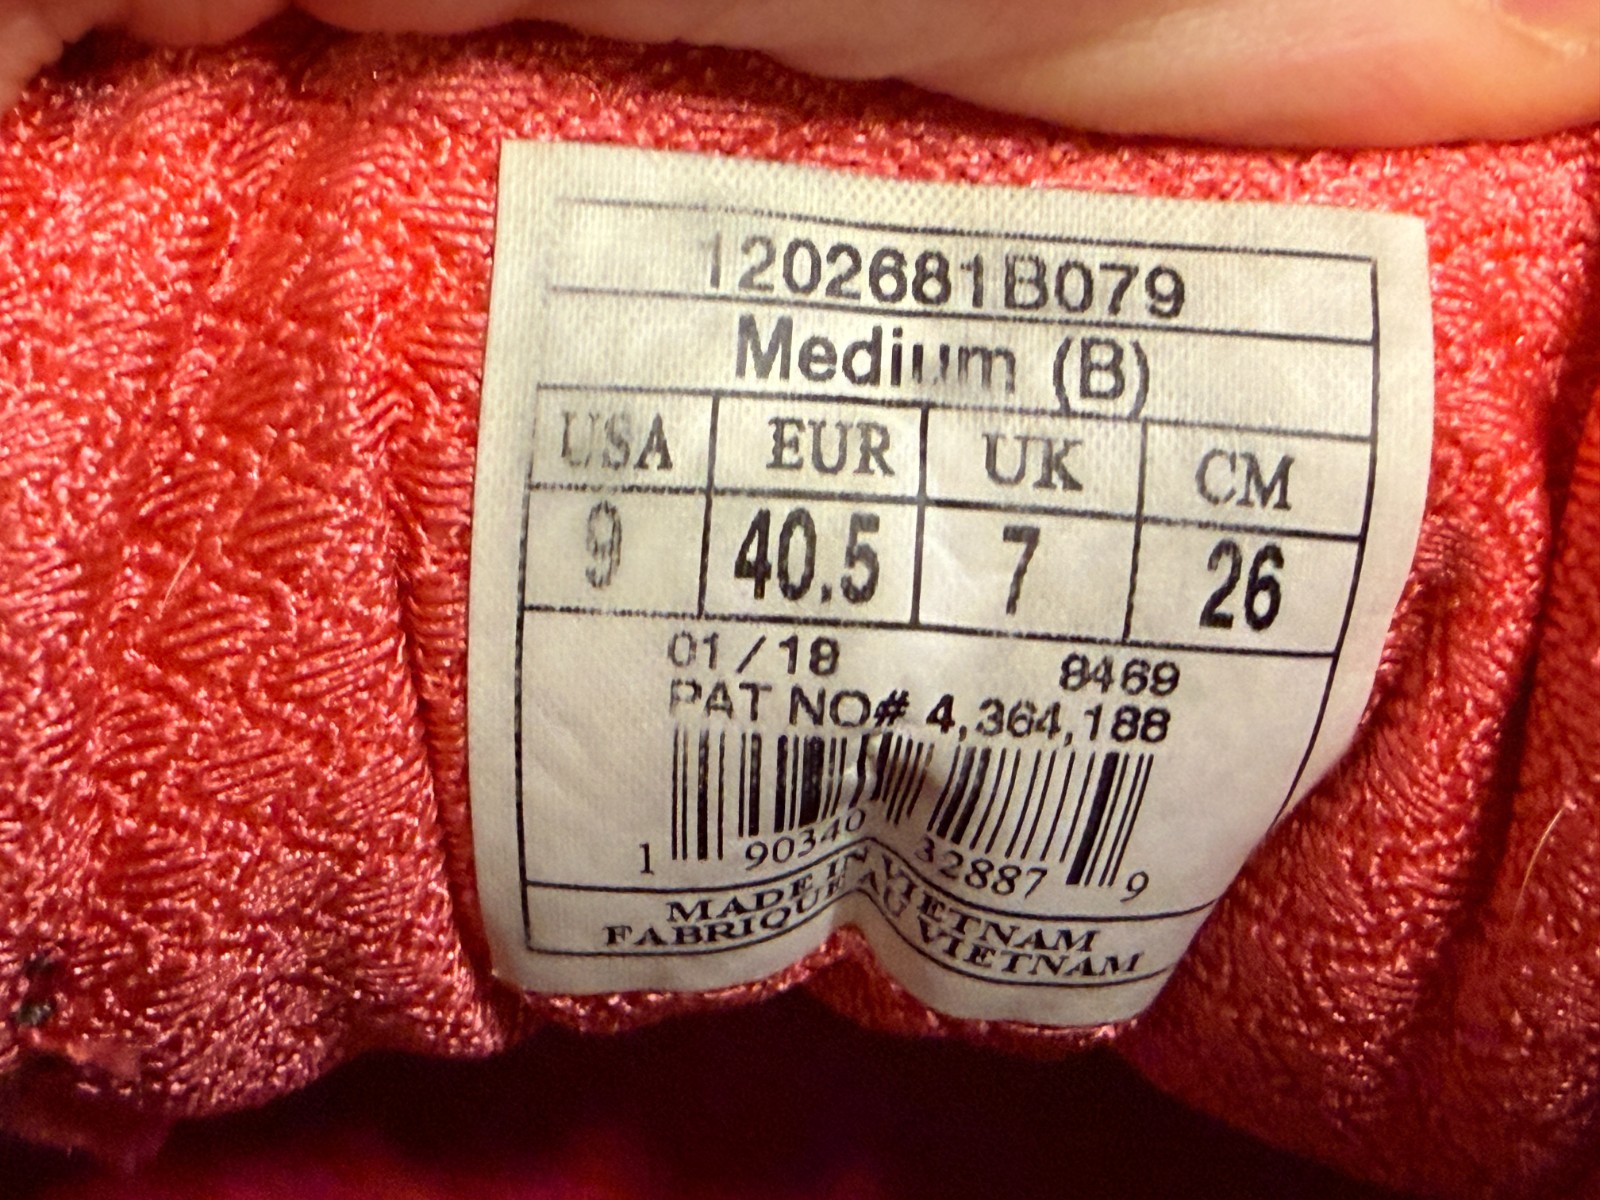 1202681B079
Medium (B)
USA EUR UK CM
9 40.5 7 26
01/18 8469
PAT NO# 4,364,188
1 90340 32887 9
MADE IN VIETNAM
FABRIQUE AU VIETNAM